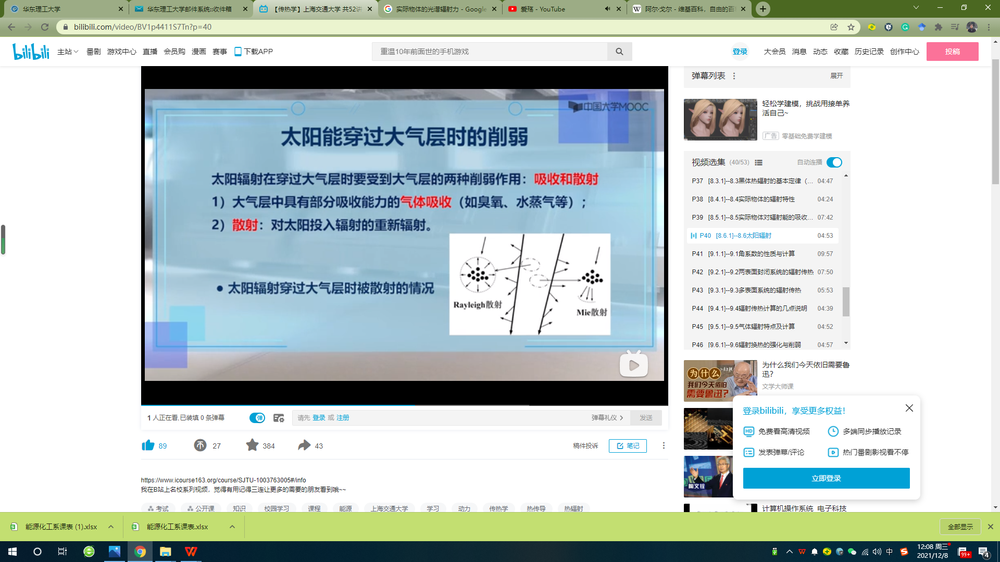 华东理工大学
华东理工大学邮件系统::收件箱
【传热学】上海交通大学 共52讲
实际物体的光谱辐射力 - Google
爱殇 - YouTube
阿尔·戈尔 - 维基百科，自由的百
bilibili.com/video/BV1p4411S7Tn?p=40
bilibili
主站
番剧
游戏中心
直播
会员购
漫画
赛事
下载APP
重温10年前面世的手机游戏
登录
大会员
消息
动态
收藏
历史记录
创作中心
投稿
中国大学MOOC
太阳能穿过大气层时的削弱
太阳辐射在穿过大气层时要受到大气层的两种削弱作用：吸收和散射
1）大气层中具有部分吸收能力的气体吸收（如臭氧、水蒸气等）；
2）散射：对太阳投入辐射的重新辐射。
● 太阳辐射穿过大气层时被散射的情况
Rayleigh散射
Mie散射
弹幕列表
展开
轻松学建模，挑战用接单养
活自己~
广告 零基础免费学建模
视频选集 (40/53)
自动连播
P37 [8.3.1]--8.3黑体热辐射的基本定律（... 04:47
P38 [8.4.1]--8.4实际物体的辐射特性 04:24
P39 [8.5.1]--8.5实际物体对辐射能的吸收... 07:42
P40 [8.6.1]--8.6太阳辐射 04:53
P41 [9.1.1]--9.1角系数的性质与计算 09:57
P42 [9.2.1]--9.2两表面封闭系统的辐射传热 07:50
P43 [9.3.1]--9.3多表面系统的辐射传热 05:53
P44 [9.4.1]--9.4辐射传热计算的几点说明 04:39
P45 [9.5.1]--9.5气体辐射特点及计算 04:52
P46 [9.6.1]--9.6辐射换热的强化与削弱 04:57
为什么
我们今天依旧
需要鲁迅?
为什么我们今天依旧需要鲁
迅?
文学大师课
陶文铨
计算机操作系统_电子科技
登录bilibili，享受更多权益!
HD 免费看高清视频
多端同步播放记录
发表弹幕/评论
热门番剧影视看不停
立即登录
1 人正在看,已装填 0 条弹幕
弹
请先 登录 或 注册
弹幕礼仪
发送
89
27
384
43
稿件投诉
笔记
https://www.icourse163.org/course/SJTU-1003763005#/info
我在B站上名校系列视频，觉得有用记得三连让更多的需要的朋友看到哦~~
考试
公开课
知识
校园学习
课程
能源
上海交通大学
学习
动力
传热学
热传导
热辐射
能源化工系课表 (1).xlsx
能源化工系课表.xlsx
全部显示
中
12:08 周三
2021/12/8
99+
4